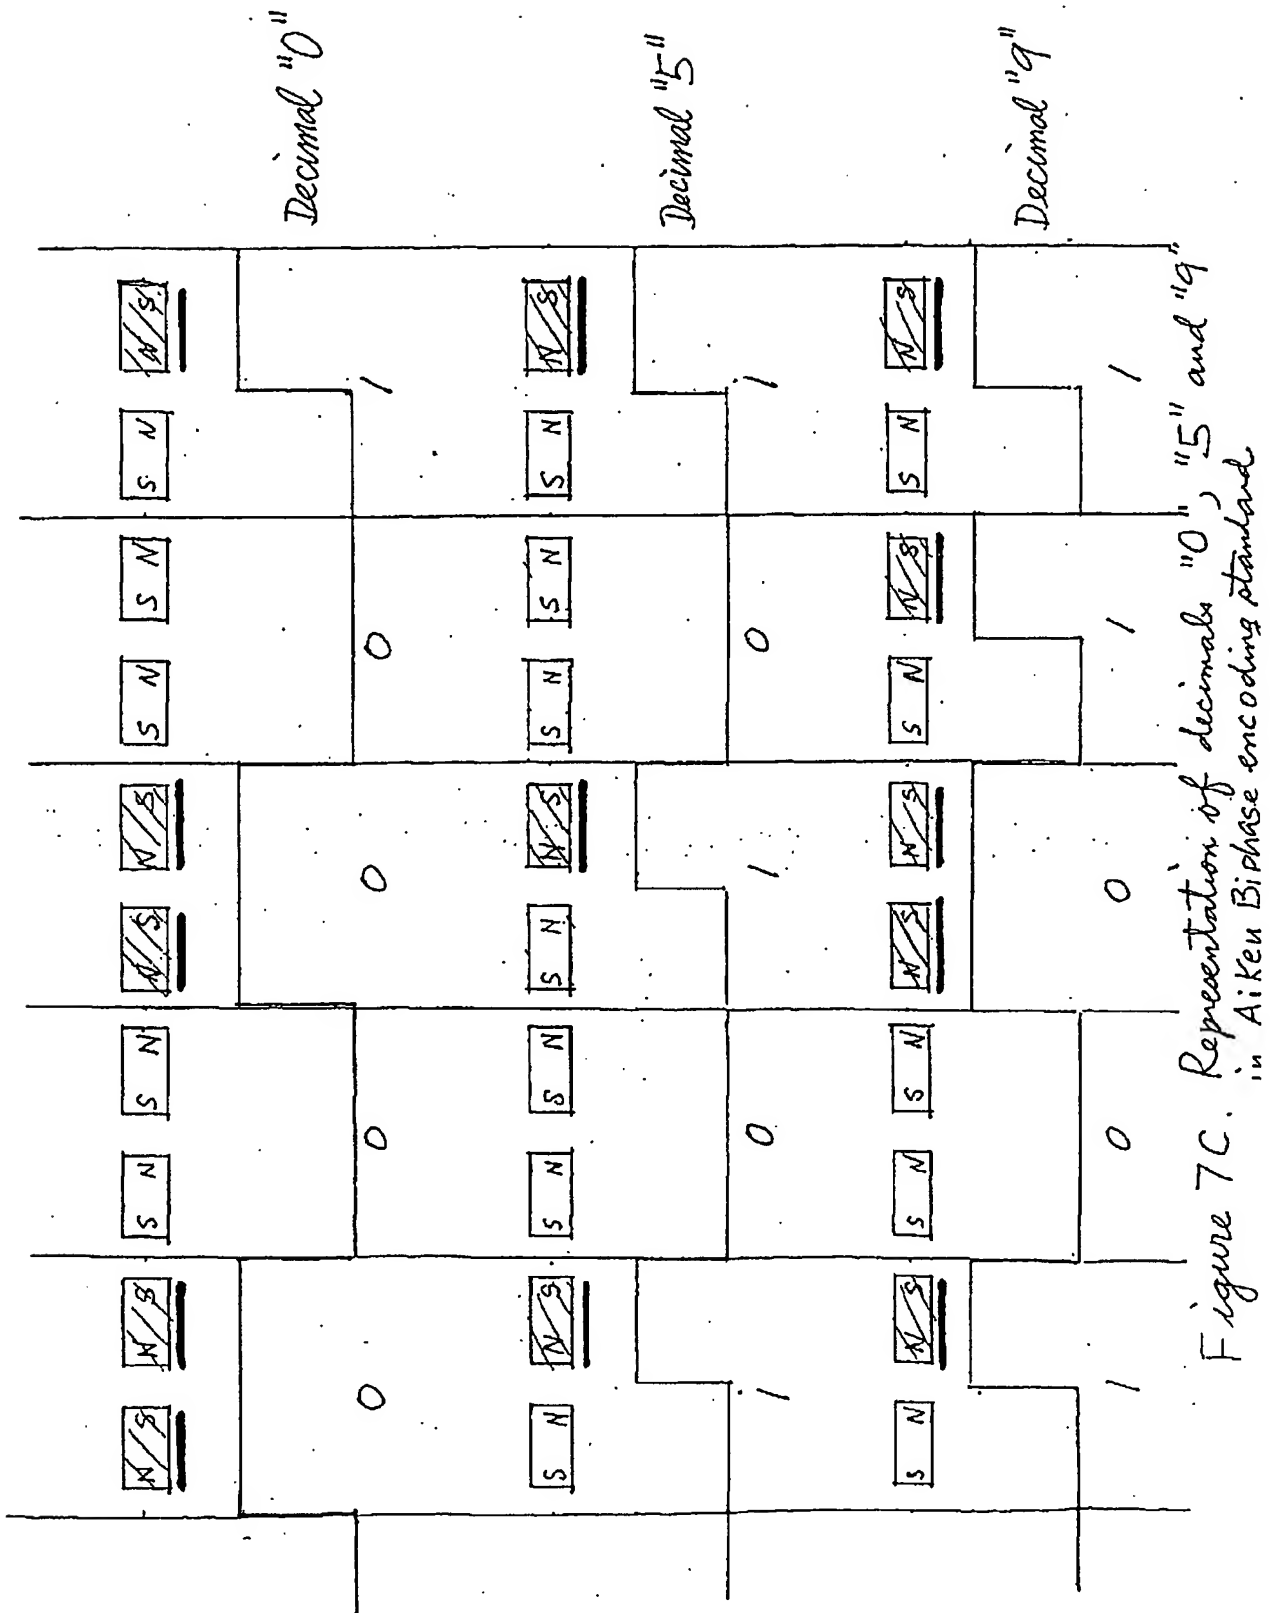 N S N S S N S N N S N S S N S N S N N S
Decimal "0"
0 0 0 0 1
S N N S S N S N S N N S S N S N S N N S
Decimal "5"
1 0 1 0 1
S N N S S N S N N S N S S N N S S N N S
Decimal "9"
1 0 0 1 1
Figure 7C. Representation of decimals "0", "5" and "9"
in Aiken Biphase encoding standard